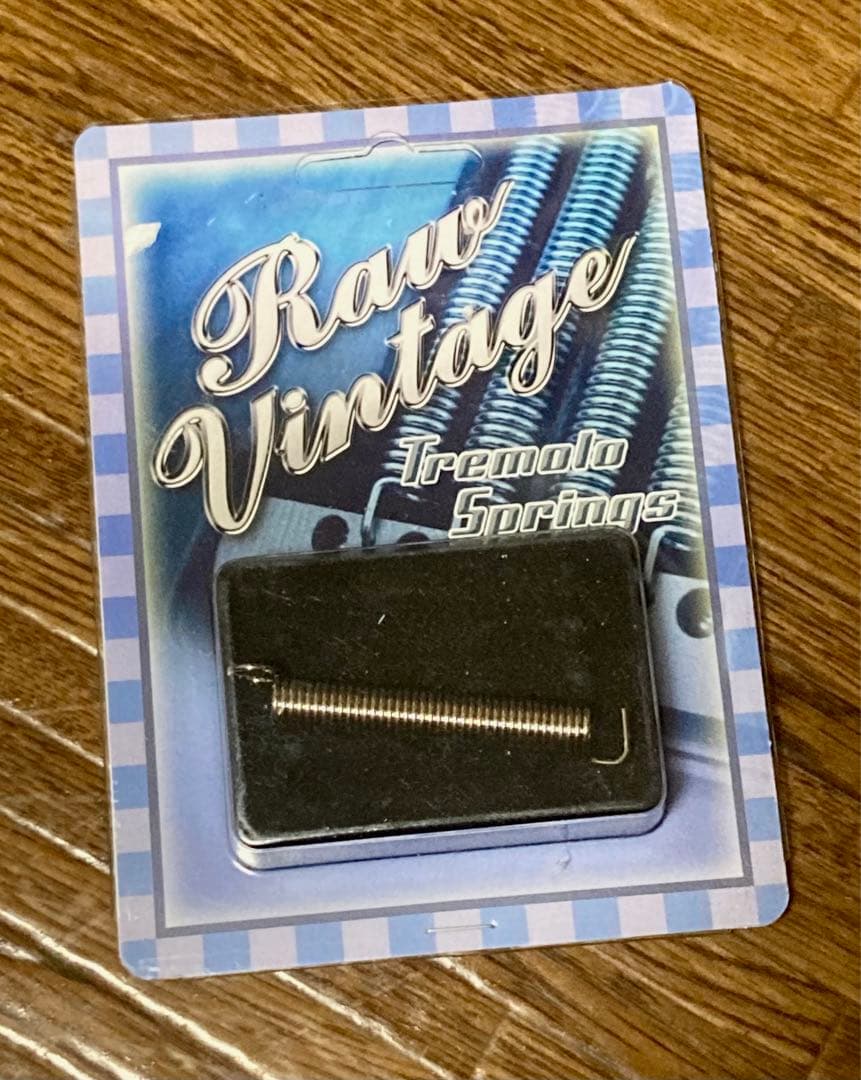 Raw
Vintage
Tremolo
Springs